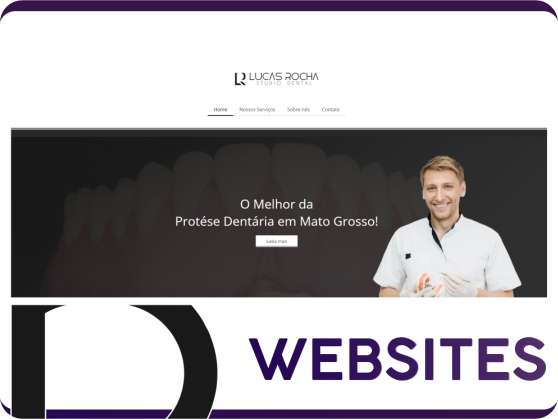 LUCAS ROCHA
STUDIO DENTAL
Home Nossos Serviços Sobre nós Contato
O Melhor da
Protése Dentária em Mato Grosso!
Saiba mais
WEBSITES